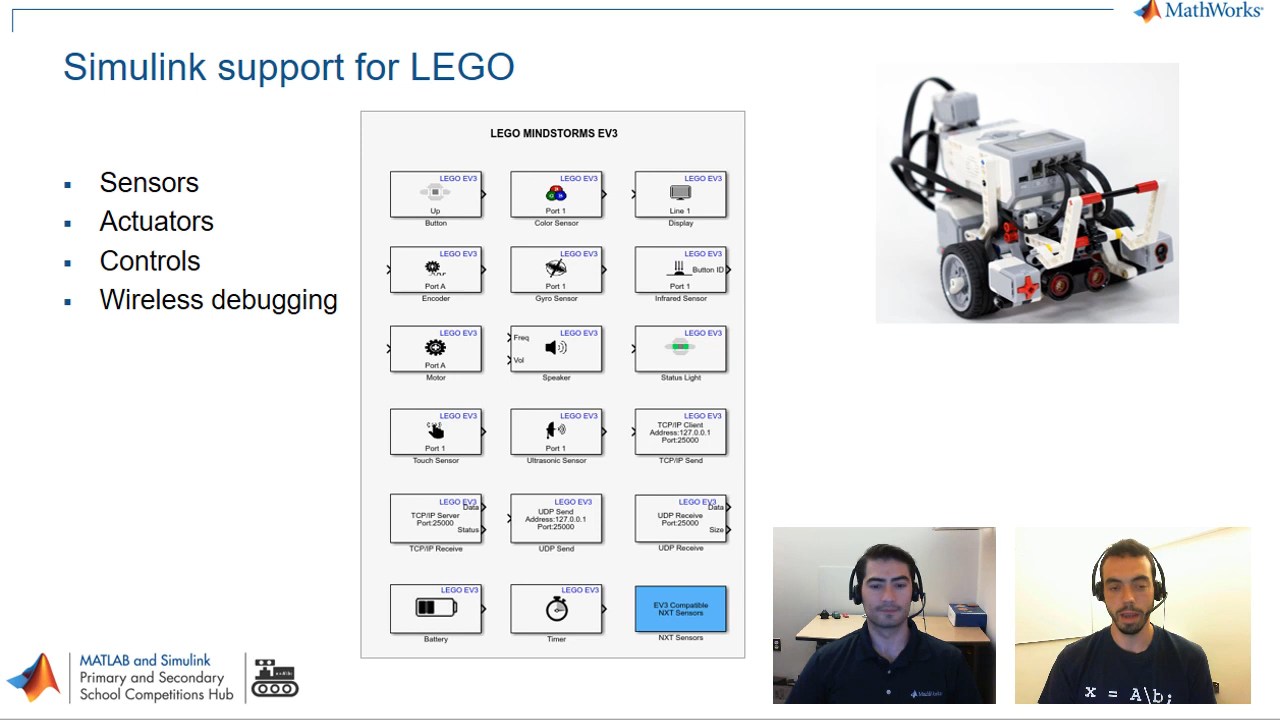 MathWorks®
Simulink support for LEGO
▪ Sensors
▪ Actuators
▪ Controls
▪ Wireless debugging
LEGO MINDSTORMS EV3
LEGO EV3
Up
Button
LEGO EV3
Port 1
Color Sensor
LEGO EV3
Line 1
Display
LEGO EV3
Port A
Encoder
LEGO EV3
Port 1
Gyro Sensor
LEGO EV3
Button ID
Port 1
Infrared Sensor
LEGO EV3
Port A
Motor
LEGO EV3
Freq
Vol
Speaker
LEGO EV3
Status Light
LEGO EV3
Port 1
Touch Sensor
LEGO EV3
Port 1
Ultrasonic Sensor
LEGO EV3
TCP/IP Client
Address:127.0.0.1
Port:25000
TCP/IP Send
LEGO EV3
Data
TCP/IP Server
Port:25000
Status
TCP/IP Receive
LEGO EV3
UDP Send
Address:127.0.0.1
Port:25000
UDP Send
LEGO EV3
Data
UDP Receive
Port:25000
Size
UDP Receive
LEGO EV3
Battery
LEGO EV3
Timer
EV3 Compatible
NXT Sensors
NXT Sensors
MATLAB and Simulink
Primary and Secondary
School Competitions Hub
MathWorks
x = A\b;